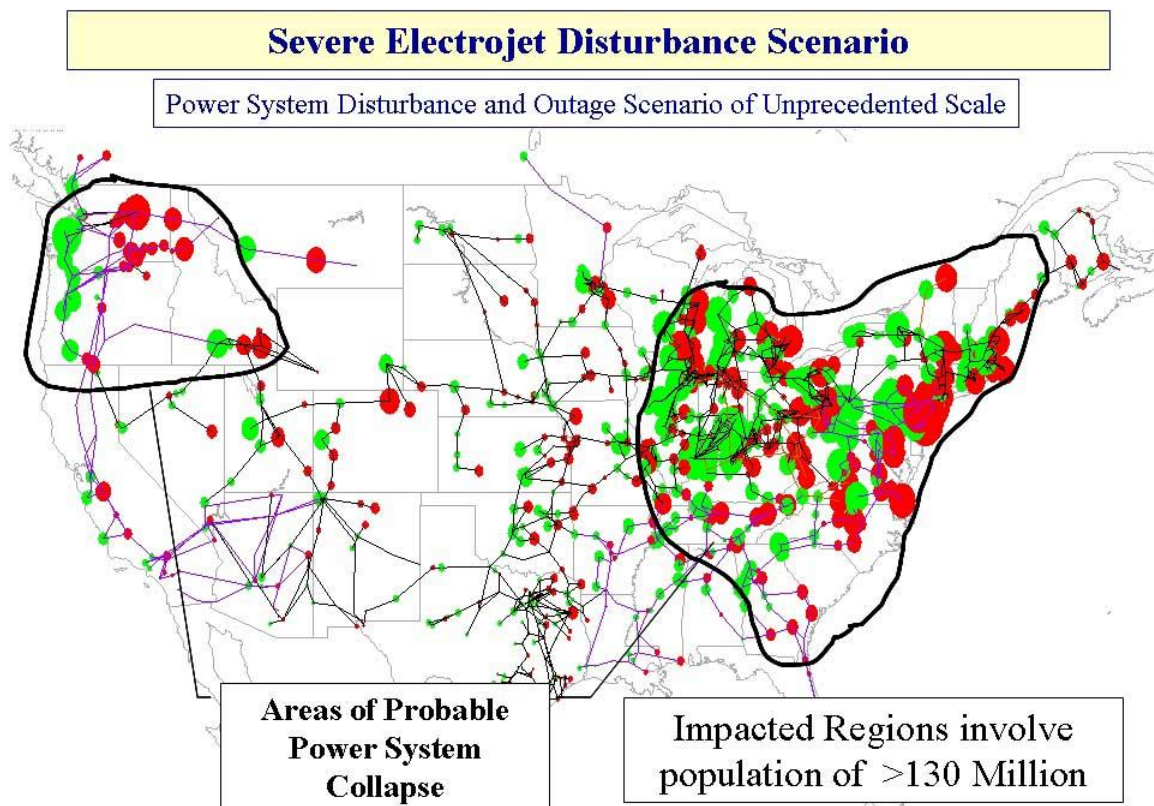 Severe Electrojet Disturbance Scenario
Power System Disturbance and Outage Scenario of Unprecedented Scale
Areas of Probable
Power System
Collapse
Impacted Regions involve
population of >130 Million